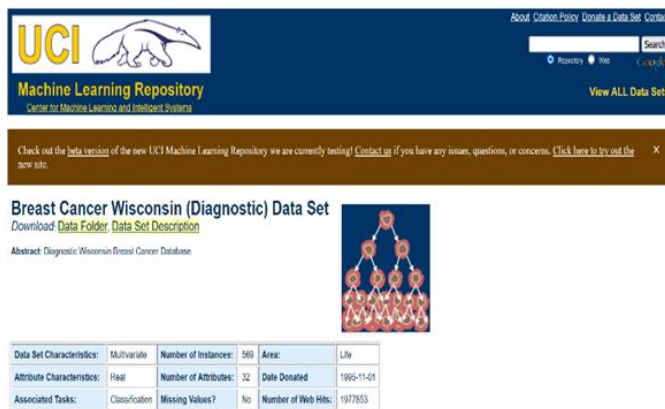 About Citation Policy Donate a Data Set Contac
UCI
Search
Repository Web Google
Machine Learning Repository
Center for Machine Learning and Intelligent Systems
View ALL Data Set
Check out the beta version of the new UCI Machine Learning Repository we are currently testing! Contact us if you have any issues, questions, or concerns. Click here to try out the X
new site.
Breast Cancer Wisconsin (Diagnostic) Data Set
Download: Data Folder, Data Set Description
Abstract: Diagnostic Wisconsin Breast Cancer Database
Data Set Characteristics: Multivariate Number of Instances: 569 Area: Life
Attribute Characteristics: Real Number of Attributes: 32 Date Donated 1995-11-01
Associated Tasks: Classification Missing Values? No Number of Web Hits: 1977853